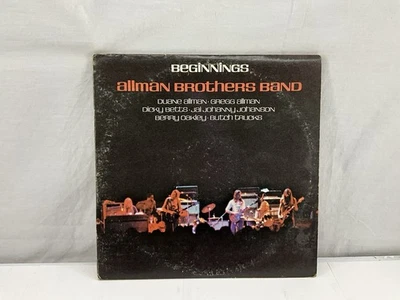 BEGINNINGS
ALLMAN BROTHERS BAND
DUANE ALLMAN · GREGG ALLMAN
DICKY BETTS · JAI JOHANNY JOHANSON
BERRY OAKLEY · BUTCH TRUCKS